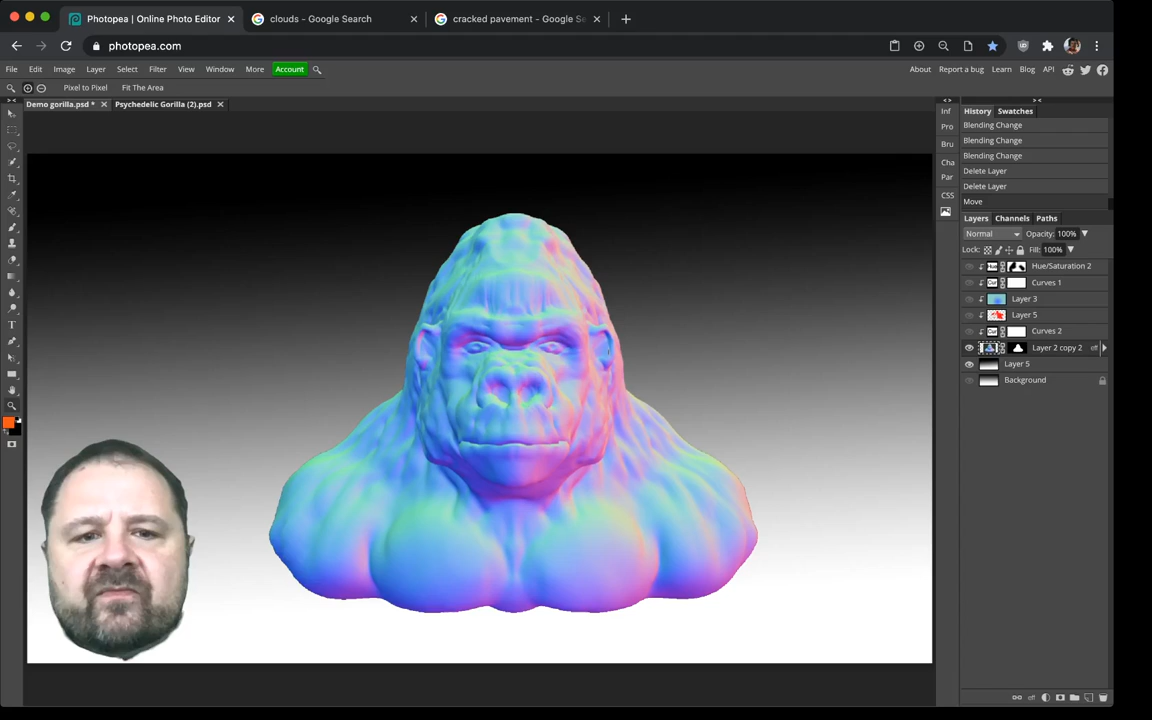 Photopea | Online Photo Editor
clouds - Google Search
cracked pavement - Google Se
photopea.com
File Edit Image Layer Select Filter View Window More Account
About Report a bug Learn Blog API
Pixel to Pixel Fit The Area
Demo gorilla.psd *
Psychedelic Gorilla (2).psd
Inf
Pro
Bru
Cha
Par
CSS
History Swatches
Blending Change
Blending Change
Blending Change
Delete Layer
Delete Layer
Move
Layers Channels Paths
Normal Opacity: 100%
Lock: Fill: 100%
Hue/Saturation 2
Curves 1
Layer 3
Layer 5
Curves 2
Layer 2 copy 2 eff
Layer 5
Background
eff